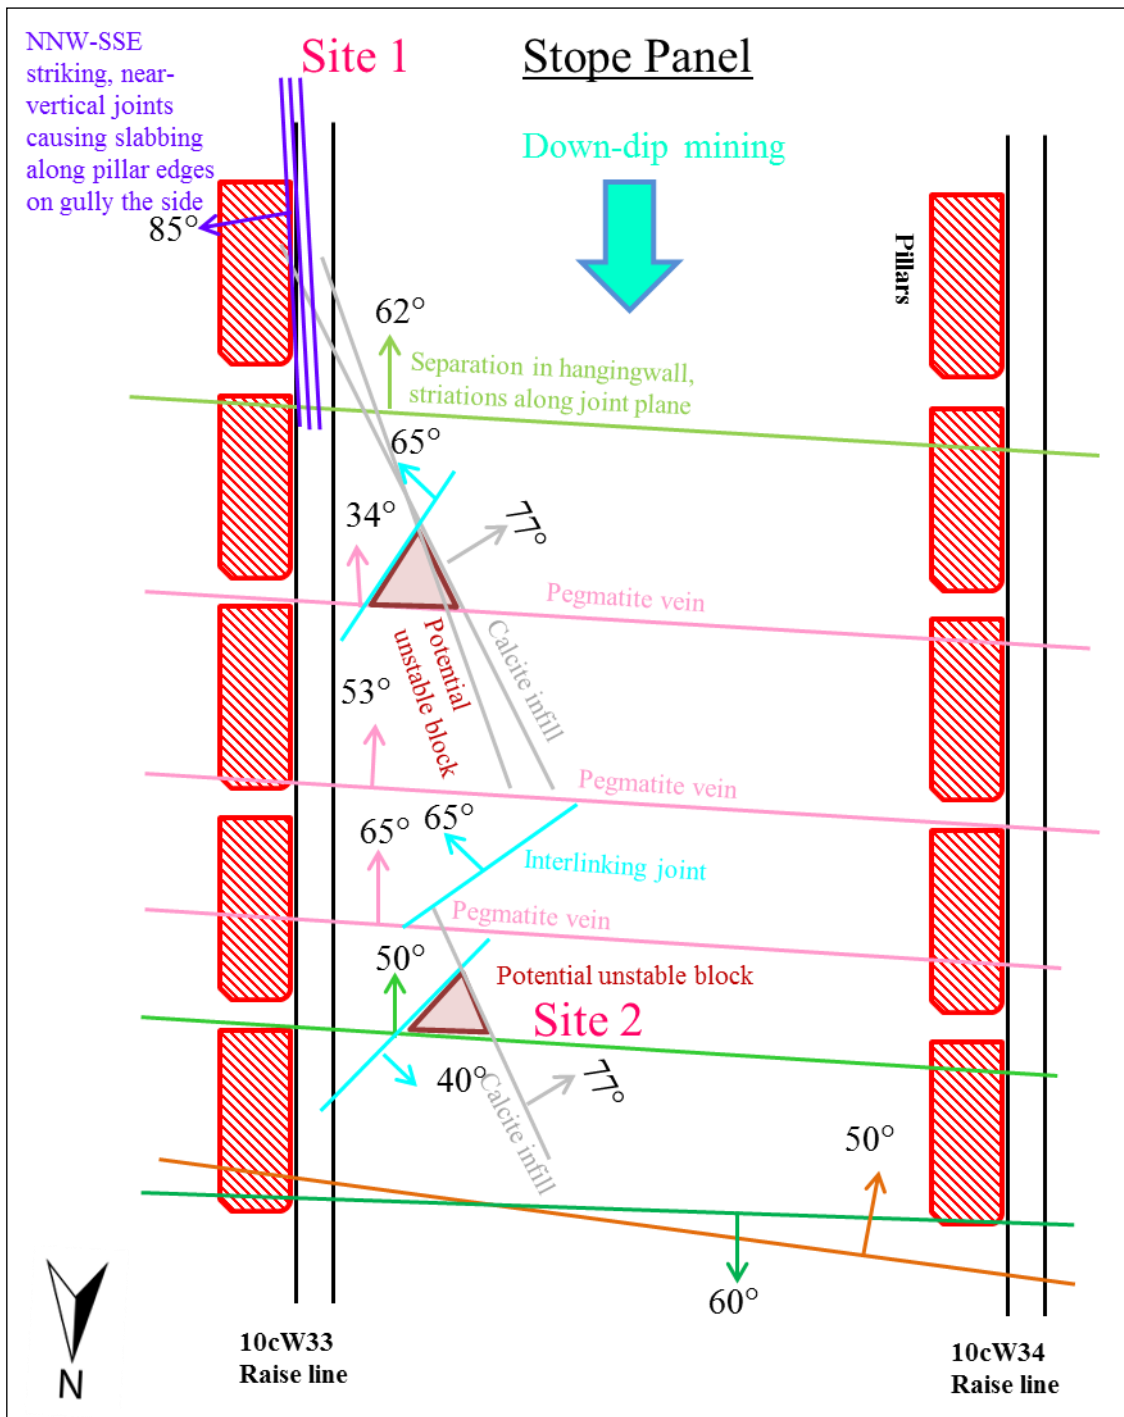 NNW-SSE
striking, near-
vertical joints
causing slabbing
along pillar edges
on gully the side
Site 1
Stope Panel
Down-dip mining
85°
Pillars
62°
Separation in hangingwall,
striations along joint plane
65°
34°
77°
Pegmatite vein
Potential
unstable block
Calcite infill
53°
Pegmatite vein
65°
65°
Interlinking joint
Pegmatite vein
50°
Potential unstable block
Site 2
40°
Calcite infill
77°
50°
60°
N
10cW33
Raise line
10cW34
Raise line